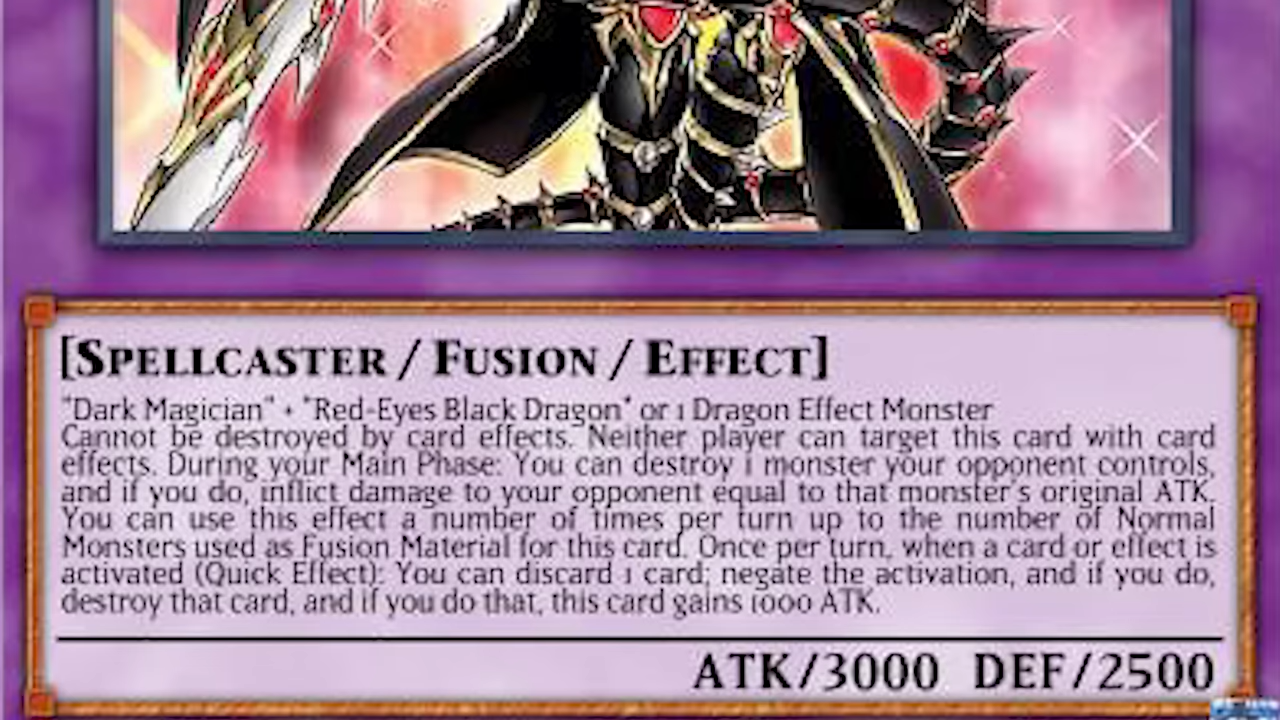 [SPELLCASTER / FUSION / EFFECT]
"Dark Magician" + "Red-Eyes Black Dragon" or 1 Dragon Effect Monster
Cannot be destroyed by card effects. Neither player can target this card with card
effects. During your Main Phase: You can destroy 1 monster your opponent controls,
and if you do, inflict damage to your opponent equal to that monster's original ATK.
You can use this effect a number of times per turn up to the number of Normal
Monsters used as Fusion Material for this card. Once per turn, when a card or effect is
activated (Quick Effect): You can discard 1 card; negate the activation, and if you do,
destroy that card, and if you do that, this card gains 1000 ATK.
ATK/3000 DEF/2500